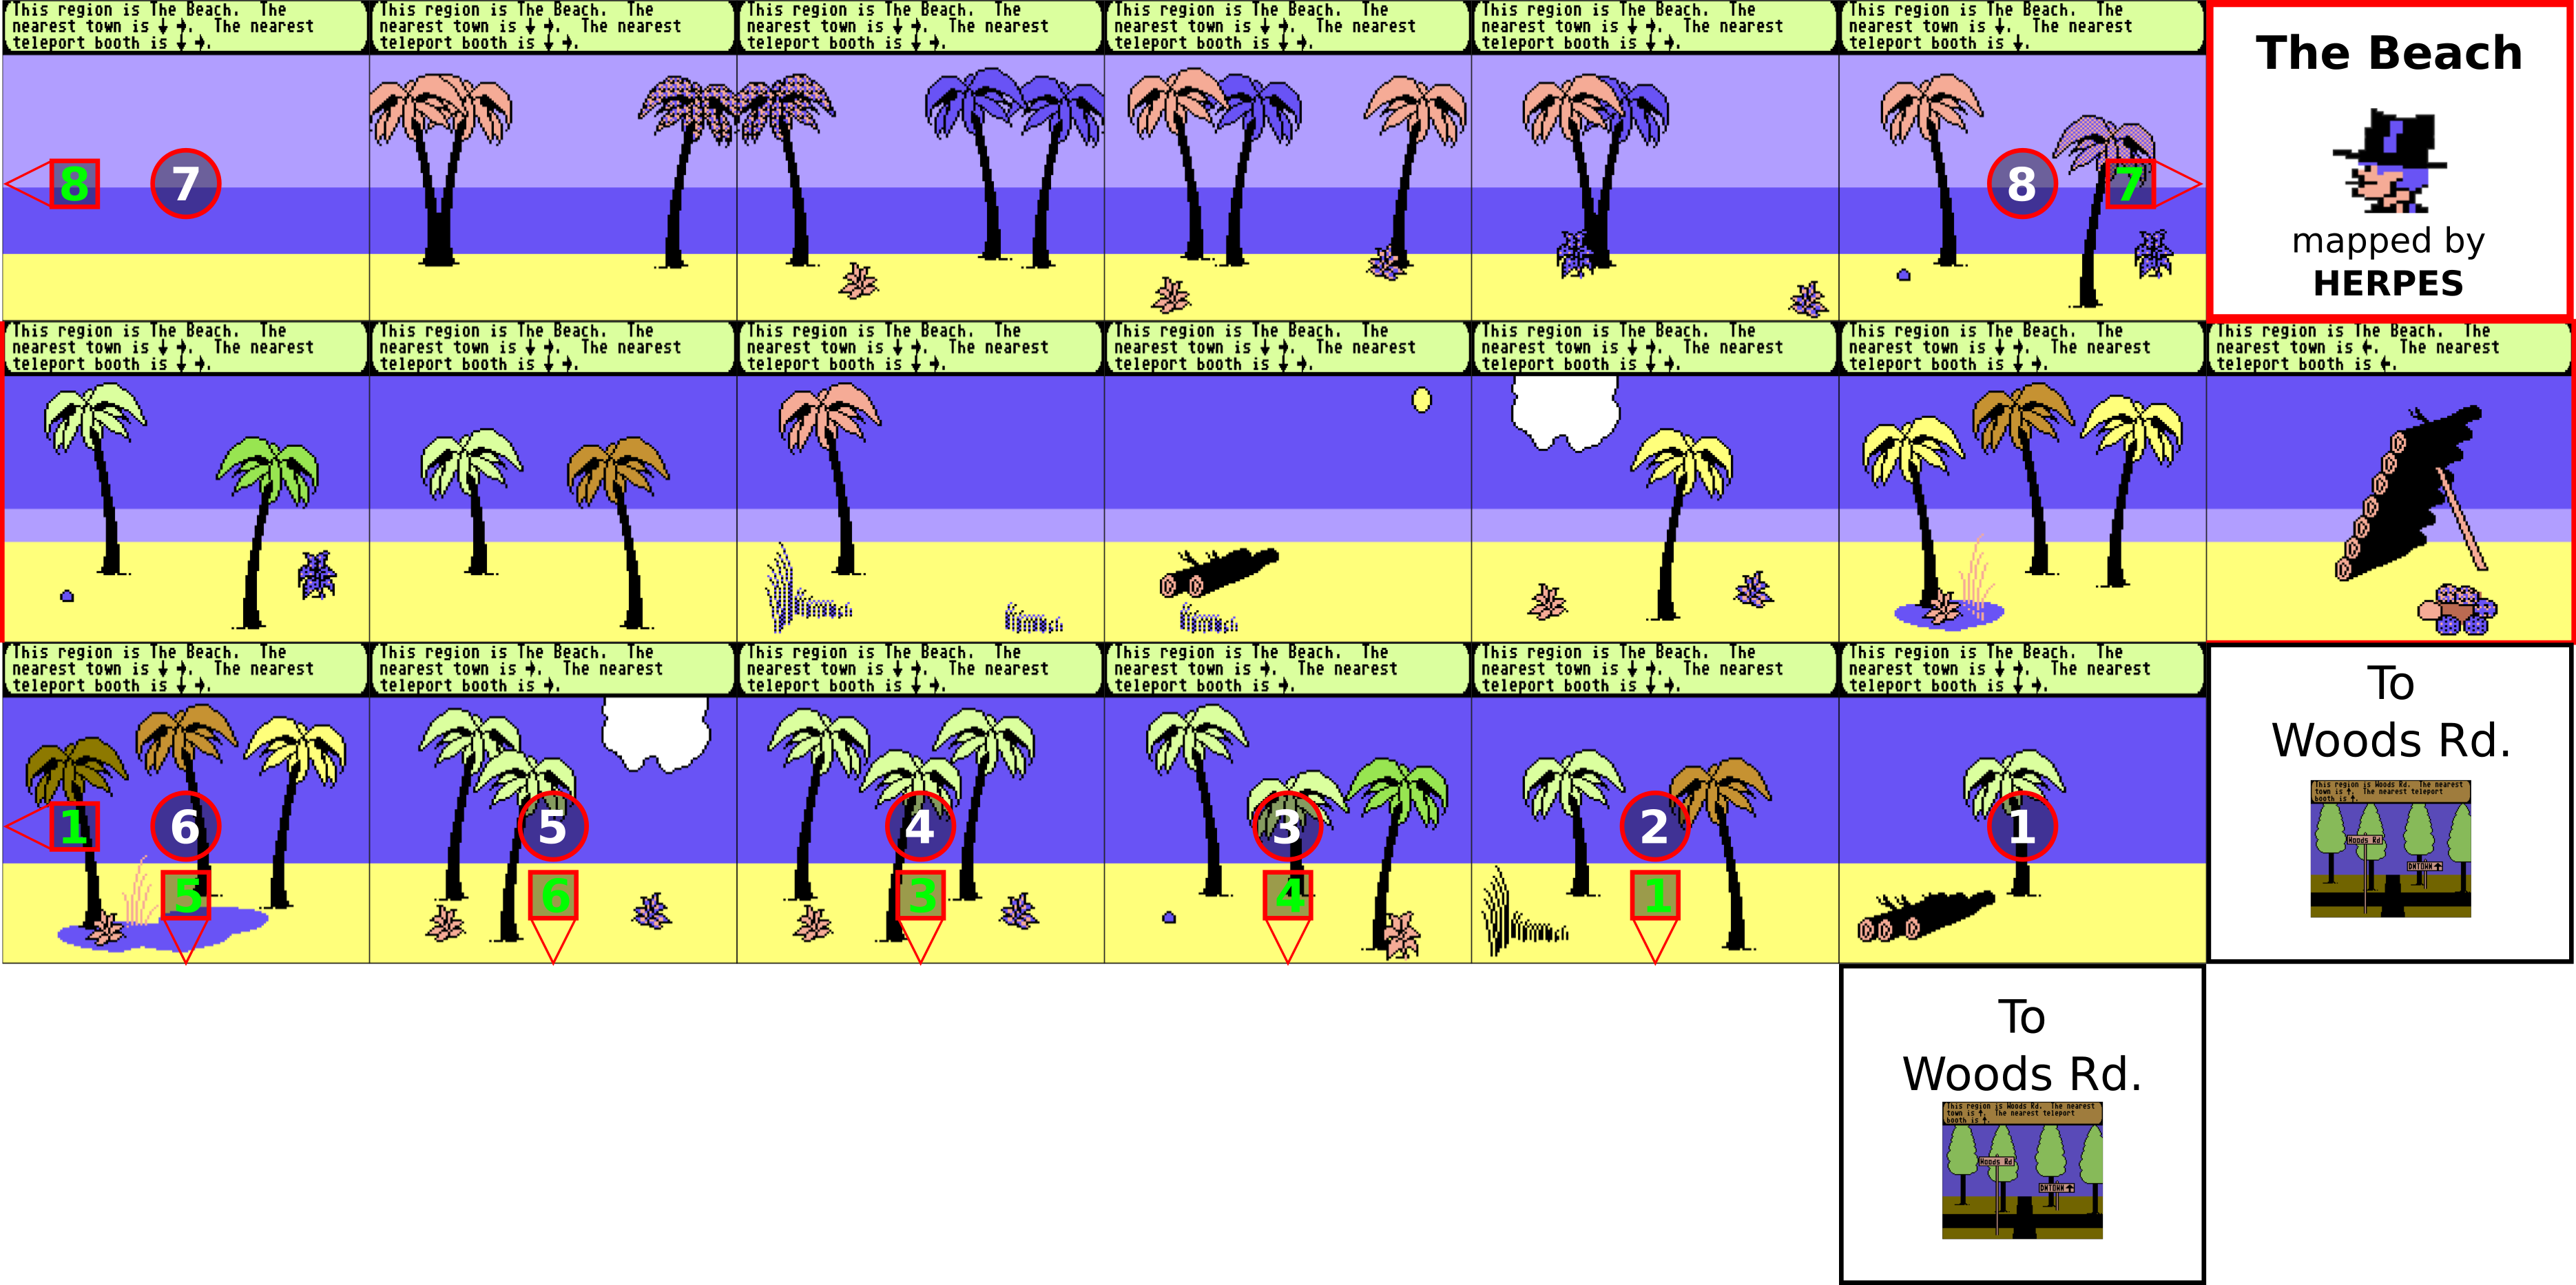 This region is The Beach. The
nearest town is ↓ →. The nearest
teleport booth is ↓ →.
This region is The Beach. The
nearest town is ↓ →. The nearest
teleport booth is ↓ →.
This region is The Beach. The
nearest town is ↓ →. The nearest
teleport booth is ↓ →.
This region is The Beach. The
nearest town is ↓ →. The nearest
teleport booth is ↓ →.
This region is The Beach. The
nearest town is ↓ →. The nearest
teleport booth is ↓ →.
This region is The Beach. The
nearest town is ↓. The nearest
teleport booth is ↓.
The Beach
mapped by
HERPES
8
7
8
7
This region is The Beach. The
nearest town is ↓ →. The nearest
teleport booth is ↓ →.
This region is The Beach. The
nearest town is ↓ →. The nearest
teleport booth is ↓ →.
This region is The Beach. The
nearest town is ↓ →. The nearest
teleport booth is ↓ →.
This region is The Beach. The
nearest town is ↓ →. The nearest
teleport booth is ↓ →.
This region is The Beach. The
nearest town is ↓ →. The nearest
teleport booth is ↓ →.
This region is The Beach. The
nearest town is ↓ →. The nearest
teleport booth is ↓ →.
This region is The Beach. The
nearest town is ←. The nearest
teleport booth is ←.
This region is The Beach. The
nearest town is ↓ →. The nearest
teleport booth is ↓ →.
This region is The Beach. The
nearest town is →. The nearest
teleport booth is →.
This region is The Beach. The
nearest town is ↓ →. The nearest
teleport booth is ↓ →.
This region is The Beach. The
nearest town is →. The nearest
teleport booth is →.
This region is The Beach. The
nearest town is ↓ →. The nearest
teleport booth is ↓ →.
This region is The Beach. The
nearest town is ↓ →. The nearest
teleport booth is ↓ →.
1
6
5
5
6
4
3
3
4
2
1
1
To
Woods Rd.
This region is Woods Rd. The nearest
town is ↑. The nearest teleport
booth is ↑.
Woods Rd
DNTOWN ↑
To
Woods Rd.
This region is Woods Rd. The nearest
town is ↑. The nearest teleport
booth is ↑.
Woods Rd
DNTOWN ↑